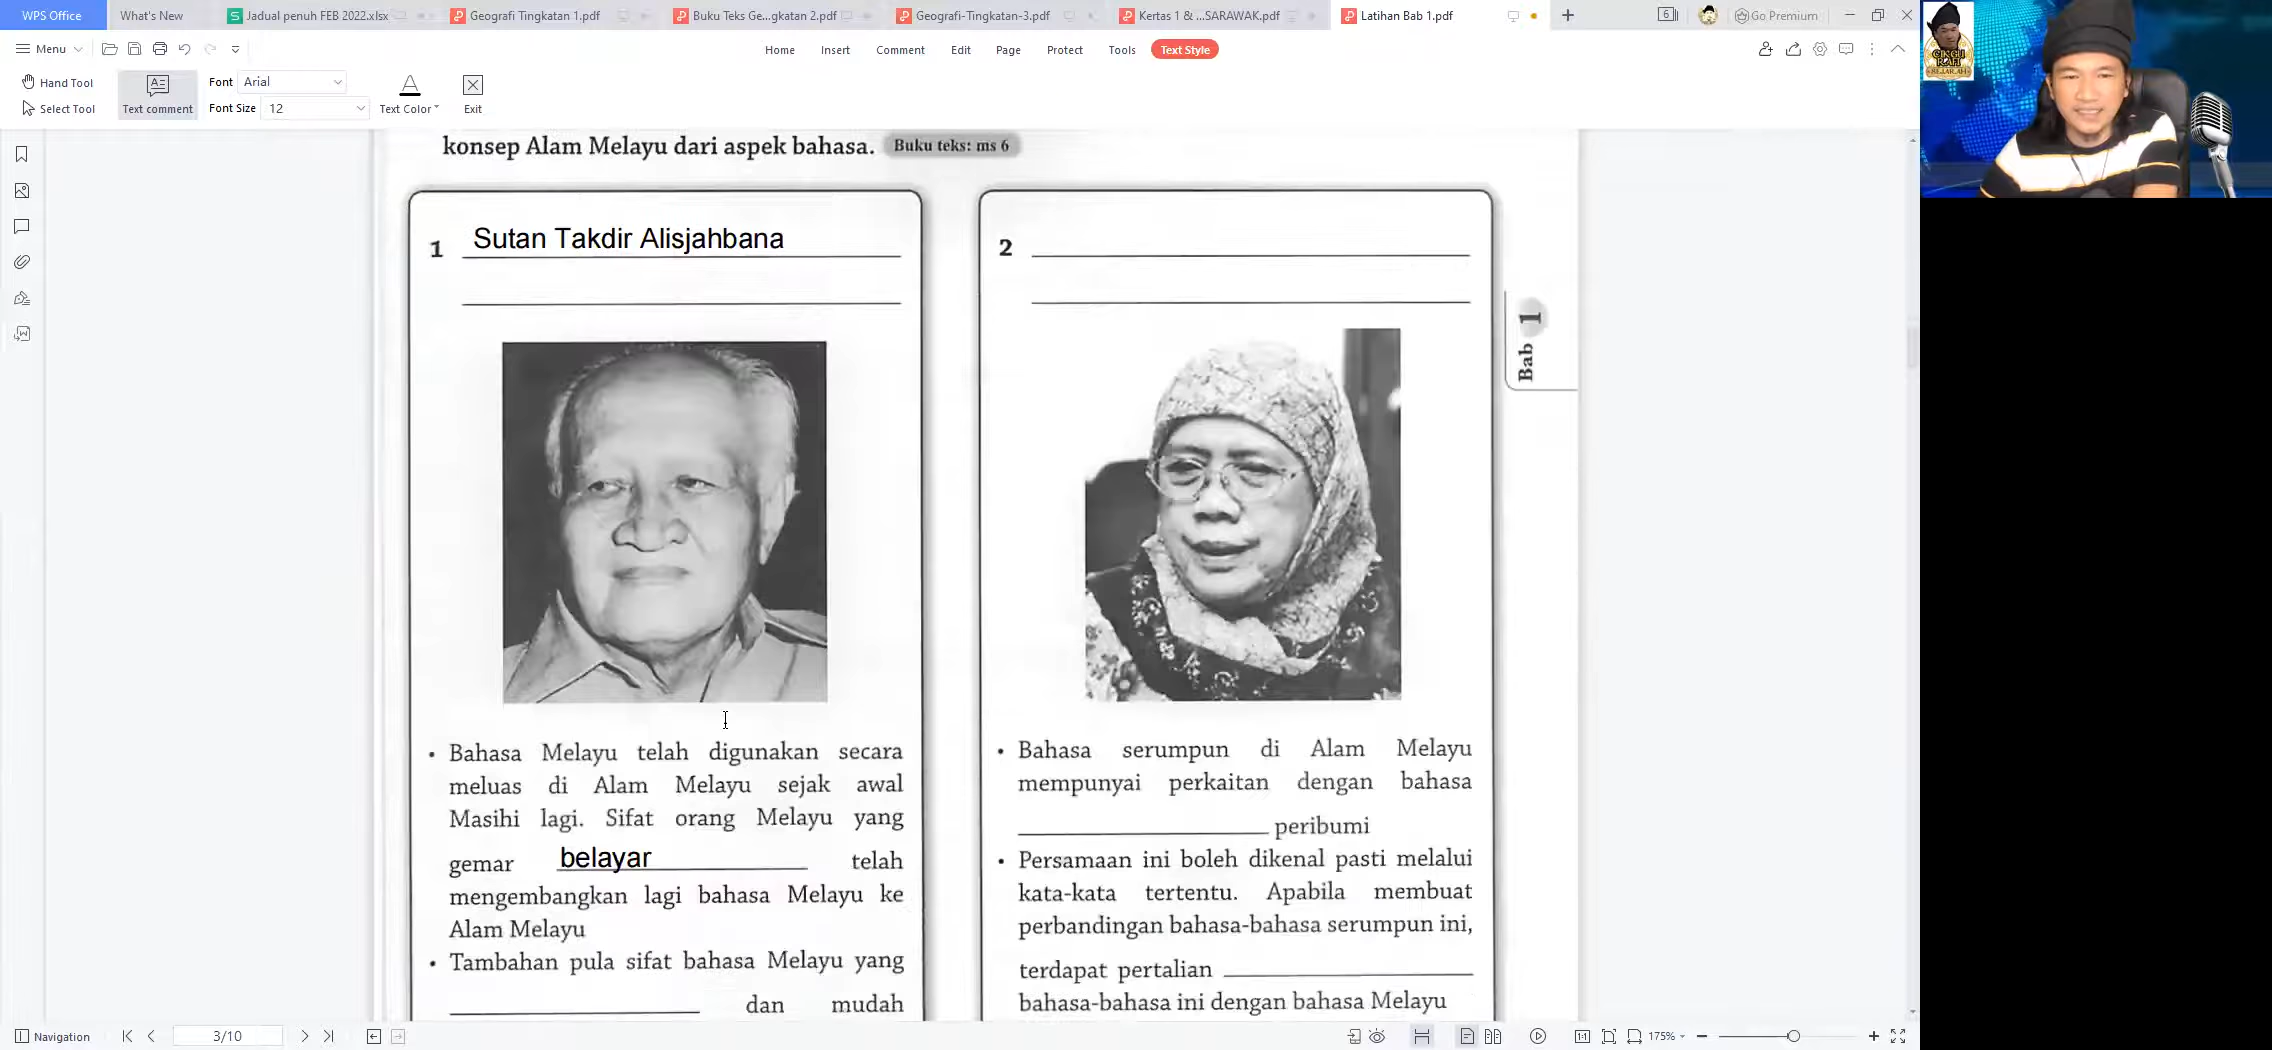 WPS Office
What's New
Jadual penuh FEB 2022.xlsx
Geografi Tingkatan 1.pdf
Buku Teks Ge...gkatan 2.pdf
Geografi-Tingkatan-3.pdf
Kertas 1 & ...SARAWAK.pdf
Latihan Bab 1.pdf
6
Go Premium
Menu
Home
Insert
Comment
Edit
Page
Protect
Tools
Text Style
Hand Tool
Select Tool
Text comment
Font Arial
Font Size 12
Text Color
Exit
CIKGU RAFI
SEJARAH
konsep Alam Melayu dari aspek bahasa. Buku teks: ms 6
1 Sutan Takdir Alisjahbana
• Bahasa Melayu telah digunakan secara
meluas di Alam Melayu sejak awal
Masihi lagi. Sifat orang Melayu yang
gemar belayar telah
mengembangkan lagi bahasa Melayu ke
Alam Melayu
• Tambahan pula sifat bahasa Melayu yang
dan mudah
2
• Bahasa serumpun di Alam Melayu
mempunyai perkaitan dengan bahasa
peribumi
• Persamaan ini boleh dikenal pasti melalui
kata-kata tertentu. Apabila membuat
perbandingan bahasa-bahasa serumpun ini,
terdapat pertalian
bahasa-bahasa ini dengan bahasa Melayu
Bab 1
Navigation
3/10
1:1
175%